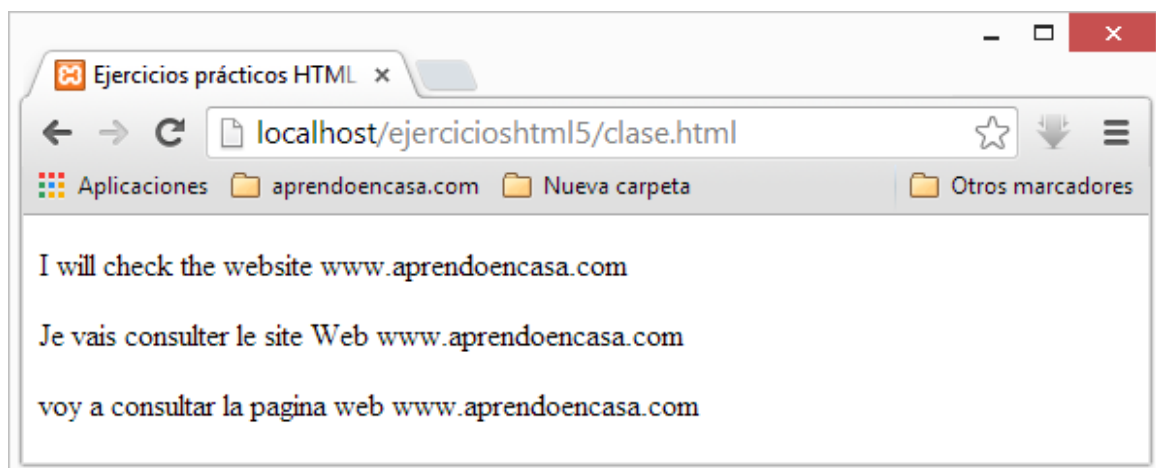 Ejercicios prácticos HTML
localhost/ejercicioshtml5/clase.html
Aplicaciones aprendoencasa.com Nueva carpeta Otros marcadores
I will check the website www.aprendoencasa.com
Je vais consulter le site Web www.aprendoencasa.com
voy a consultar la pagina web www.aprendoencasa.com